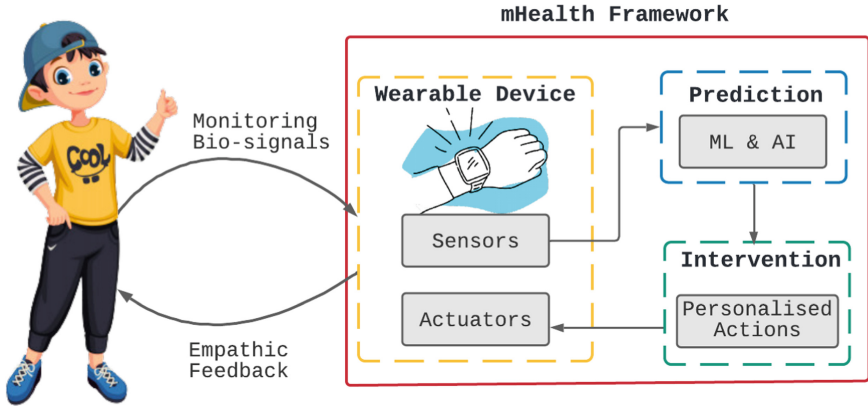 mHealth Framework
Monitoring
Bio-signals
COOL
Empathic
Feedback
Wearable Device
Sensors
Actuators
Prediction
ML & AI
Intervention
Personalised
Actions